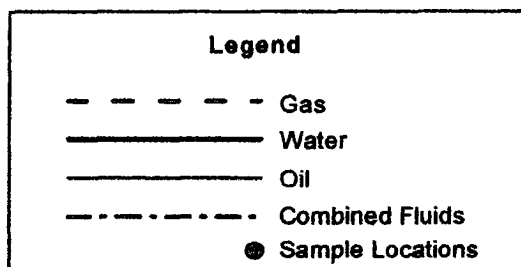 Legend
Gas
Water
Oil
Combined Fluids
Sample Locations